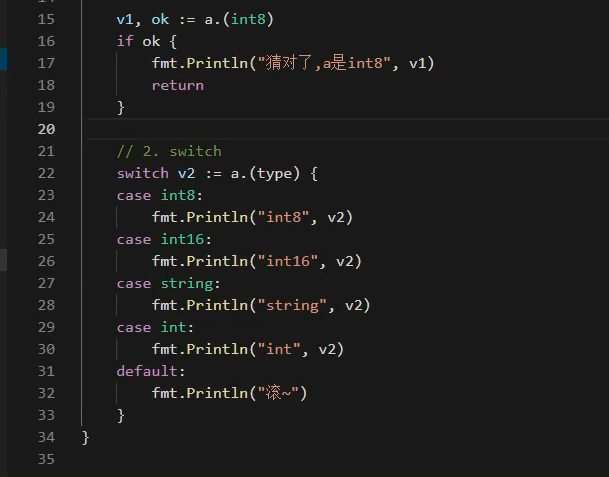 15 v1, ok := a.(int8)
16 if ok {
17 fmt.Println("猜对了,a是int8", v1)
18 return
19 }
20
21 // 2. switch
22 switch v2 := a.(type) {
23 case int8:
24 fmt.Println("int8", v2)
25 case int16:
26 fmt.Println("int16", v2)
27 case string:
28 fmt.Println("string", v2)
29 case int:
30 fmt.Println("int", v2)
31 default:
32 fmt.Println("滚~")
33 }
34 }
35